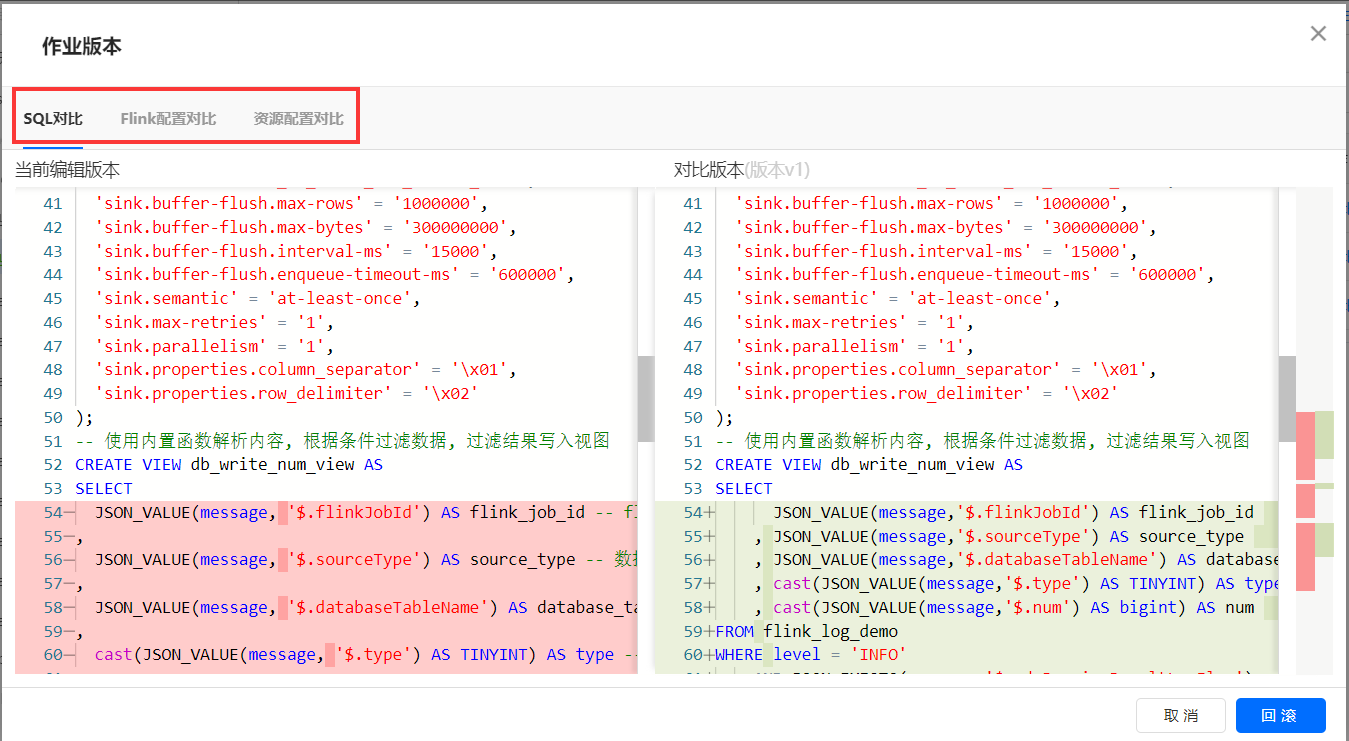 作业版本
SQL对比 Flink配置对比 资源配置对比
当前编辑版本
41 'sink.buffer-flush.max-rows' = '1000000',
42 'sink.buffer-flush.max-bytes' = '300000000',
43 'sink.buffer-flush.interval-ms' = '15000',
44 'sink.buffer-flush.enqueue-timeout-ms' = '600000',
45 'sink.semantic' = 'at-least-once',
46 'sink.max-retries' = '1',
47 'sink.parallelism' = '1',
48 'sink.properties.column_separator' = '\x01',
49 'sink.properties.row_delimiter' = '\x02'
50 );
51 -- 使用内置函数解析内容, 根据条件过滤数据, 过滤结果写入视图
52 CREATE VIEW db_write_num_view AS
53 SELECT
54− JSON_VALUE(message, '$.flinkJobId') AS flink_job_id -- fl
55− ,
56− JSON_VALUE(message, '$.sourceType') AS source_type -- 数据
57− ,
58− JSON_VALUE(message, '$.databaseTableName') AS database_ta
59− ,
60− cast(JSON_VALUE(message, '$.type') AS TINYINT) AS type --
对比版本(版本v1)
41 'sink.buffer-flush.max-rows' = '1000000',
42 'sink.buffer-flush.max-bytes' = '300000000',
43 'sink.buffer-flush.interval-ms' = '15000',
44 'sink.buffer-flush.enqueue-timeout-ms' = '600000',
45 'sink.semantic' = 'at-least-once',
46 'sink.max-retries' = '1',
47 'sink.parallelism' = '1',
48 'sink.properties.column_separator' = '\x01',
49 'sink.properties.row_delimiter' = '\x02'
50 );
51 -- 使用内置函数解析内容, 根据条件过滤数据, 过滤结果写入视图
52 CREATE VIEW db_write_num_view AS
53 SELECT
54+ JSON_VALUE(message,'$.flinkJobId') AS flink_job_id
55+ , JSON_VALUE(message,'$.sourceType') AS source_type
56+ , JSON_VALUE(message,'$.databaseTableName') AS database
57+ , cast(JSON_VALUE(message,'$.type') AS TINYINT) AS type
58+ , cast(JSON_VALUE(message,'$.num') AS bigint) AS num
59+ FROM flink_log_demo
60+ WHERE level = 'INFO'
取 消
回 滚